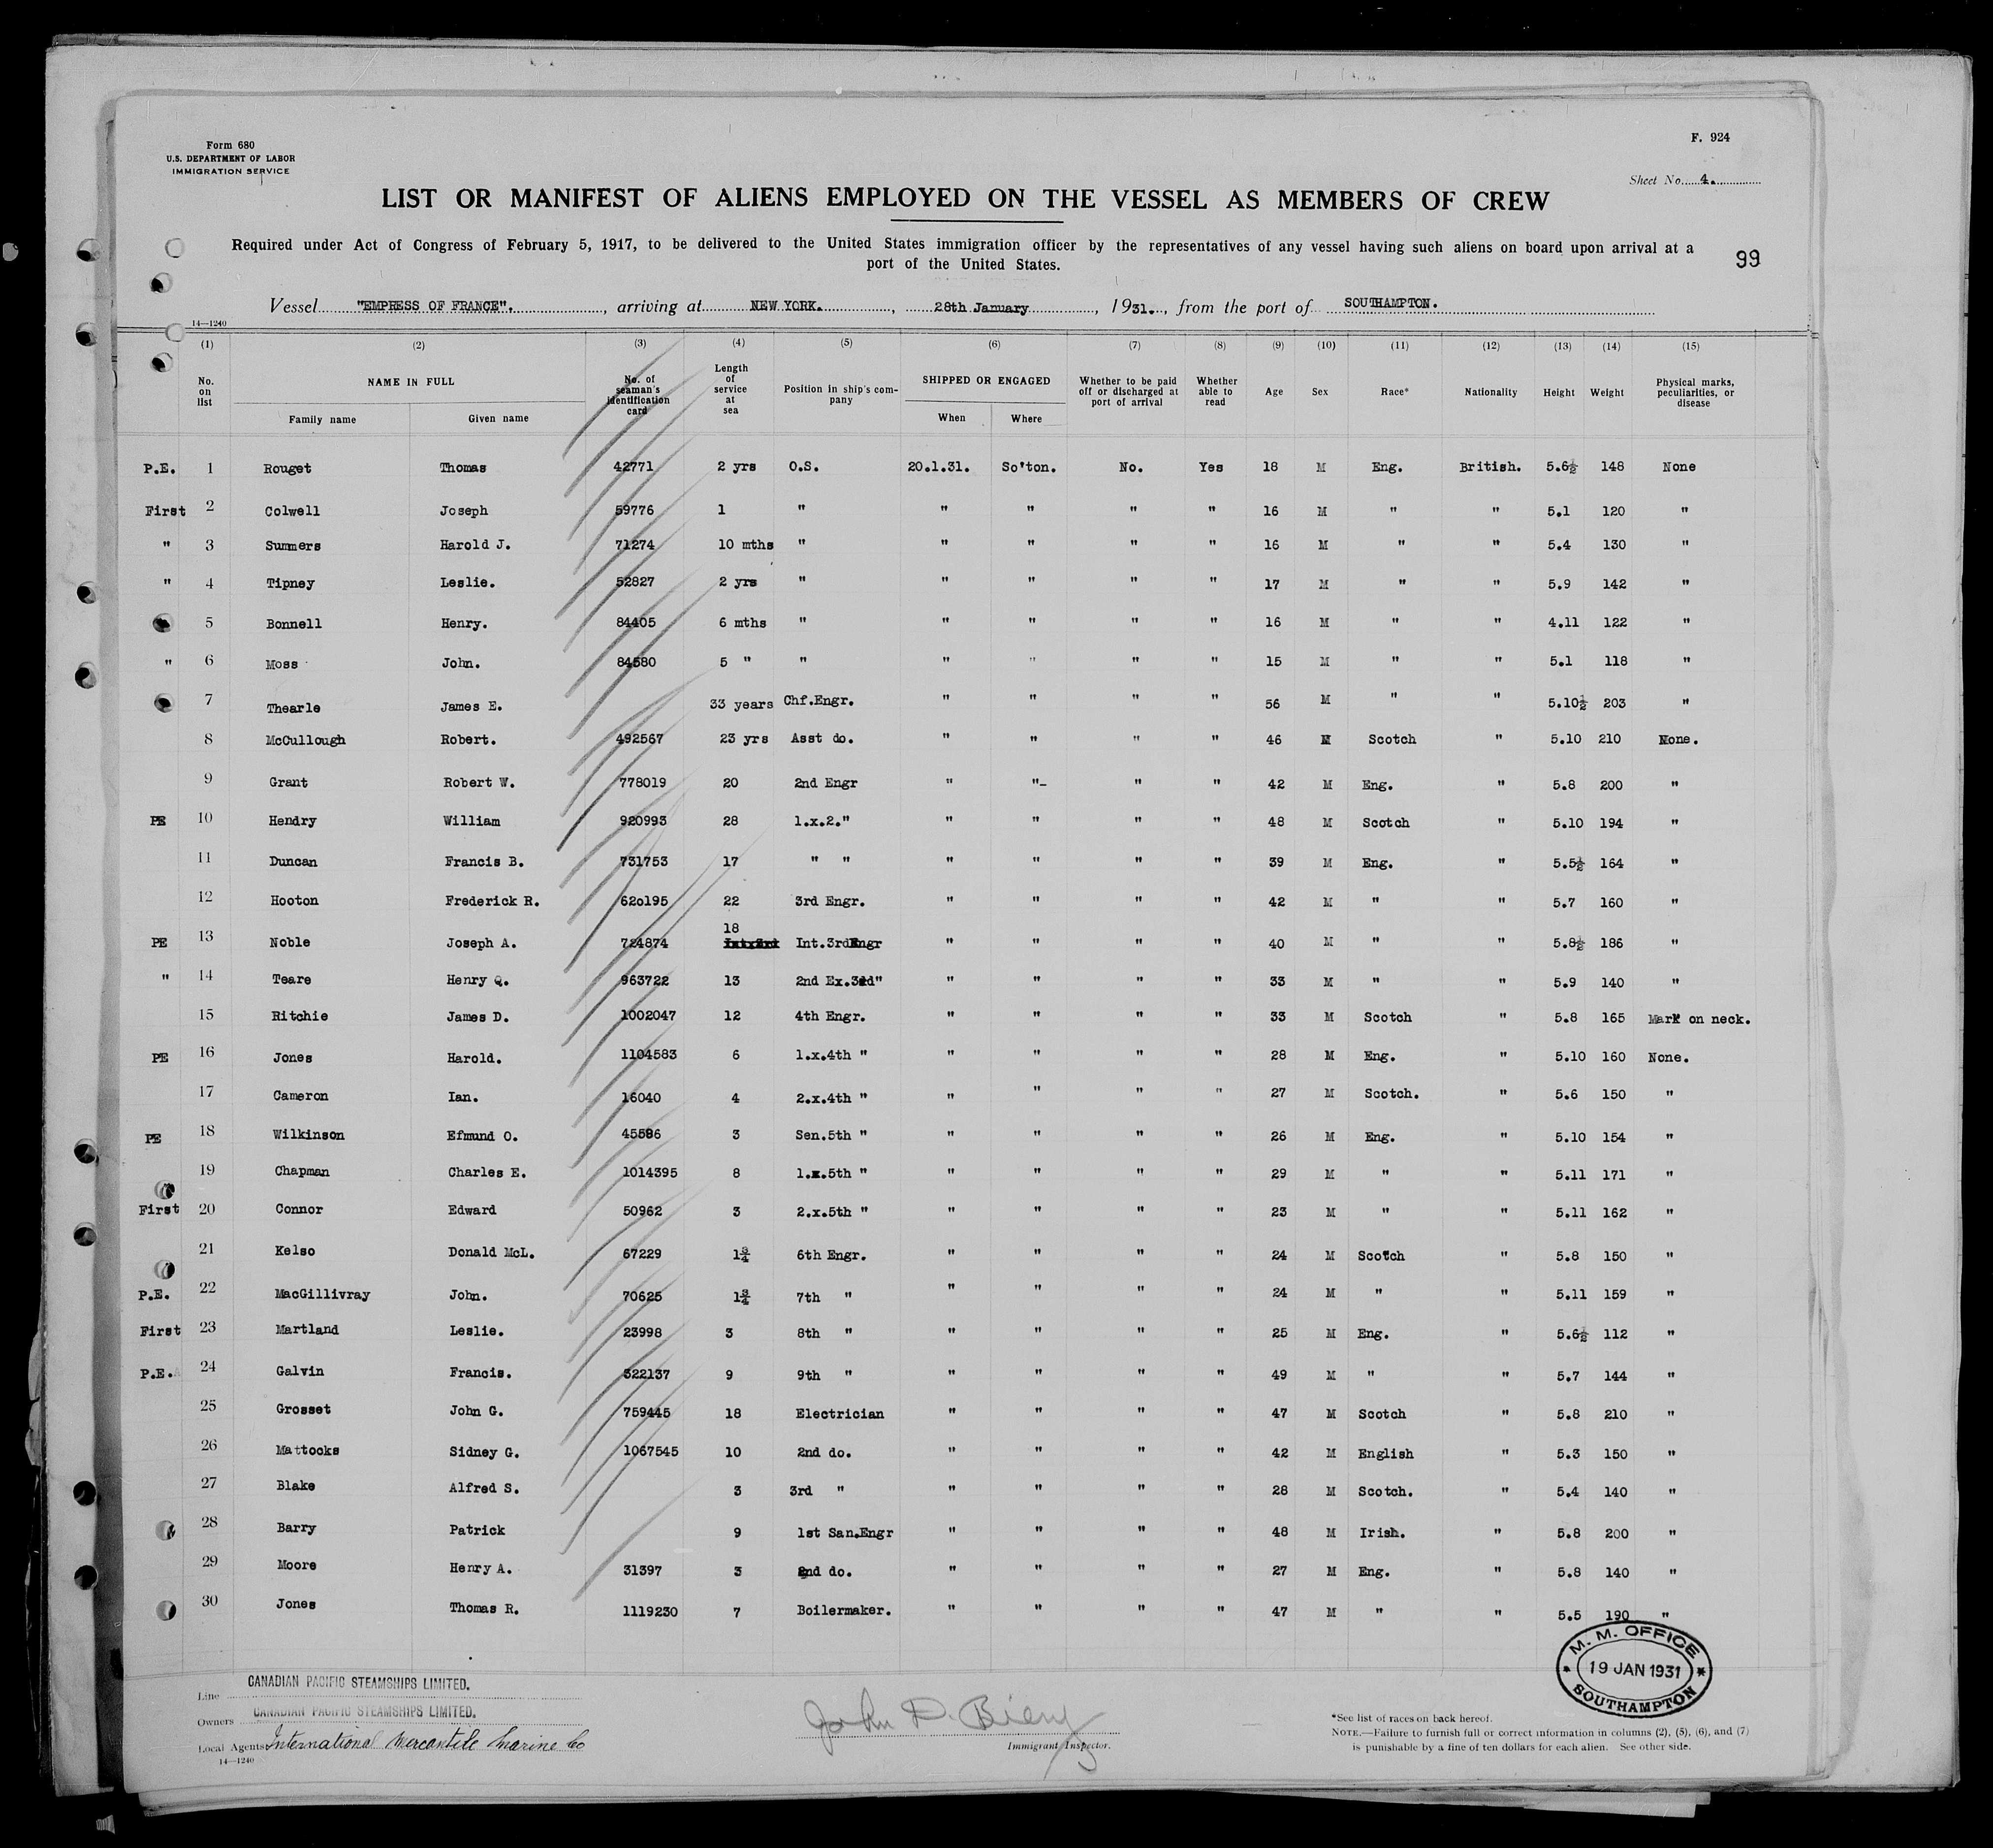 Form 680
U.S. DEPARTMENT OF LABOR
IMMIGRATION SERVICE
F. 924
Sheet No. 4.
LIST OR MANIFEST OF ALIENS EMPLOYED ON THE VESSEL AS MEMBERS OF CREW
Required under Act of Congress of February 5, 1917, to be delivered to the United States immigration officer by the representatives of any vessel having such aliens on board upon arrival at a
port of the United States.
99
Vessel "EMPRESS OF FRANCE". , arriving at NEW YORK. , 28th January , 1931. , from the port of SOUTHAMPTON.
14—1240
(1) (2) (3) (4) (5) (6) (7) (8) (9) (10) (11) (12) (13) (14) (15)
No. on list NAME IN FULL Family name Given name No. of seaman's identification card Length of service at sea Position in ship's company SHIPPED OR ENGAGED When Where Whether to be paid off or discharged at port of arrival Whether able to read Age Sex Race* Nationality Height Weight Physical marks, peculiarities, or disease
P.E. 1 Rouget Thomas 42771 2 yrs O.S. 20.1.31. So'ton. No. Yes 18 M Eng. British. 5.6½ 148 None
First 2 Colwell Joseph 59776 1 " " " " " 16 M " " 5.1 120 "
" 3 Summers Harold J. 71274 10 mths " " " " " 16 M " " 5.4 130 "
" 4 Tipney Leslie. 52827 2 yrs " " " " " 17 M " " 5.9 142 "
5 Bonnell Henry. 84405 6 mths " " " " " 16 M " " 4.11 122 "
" 6 Moss John. 84580 5 " " " " " " 15 M " " 5.1 118 "
7 Thearle James E. 33 years Chf.Engr. " " " " 56 M " " 5.10½ 203 "
8 McCullough Robert. 492567 23 yrs Asst do. " " " " 46 M Scotch " 5.10 210 None.
9 Grant Robert W. 778019 20 2nd Engr " "- " " 42 M Eng. " 5.8 200 "
PE 10 Hendry William 920993 28 1.x.2." " " " " 48 M Scotch " 5.10 194 "
11 Duncan Francis B. 731753 17 " " " " " " 39 M Eng. " 5.5½ 164 "
12 Hooton Frederick R. 620195 22 3rd Engr. " " " " 42 M " " 5.7 160 "
PE 13 Noble Joseph A. 724874 18 Int.3rdEngr " " " " 40 M " " 5.8½ 186 "
" 14 Teare Henry Q. 963722 13 2nd Ex.3rd" " " " " 33 M " " 5.9 140 "
15 Ritchie James D. 1002047 12 4th Engr. " " " " 33 M Scotch " 5.8 165 Mark on neck.
PE 16 Jones Harold. 1104583 6 1.x.4th " " " " " 28 M Eng. " 5.10 160 None.
17 Cameron Ian. 16040 4 2.x.4th " " " " " 27 M Scotch. " 5.6 150 "
PE 18 Wilkinson Efmund O. 45596 3 Sen.5th " " " " " 26 M Eng. " 5.10 154 "
19 Chapman Charles E. 1014395 8 1.x.5th " " " " " 29 M " " 5.11 171 "
First 20 Connor Edward 50962 3 2.x.5th " " " " " 23 M " " 5.11 162 "
21 Kelso Donald McL. 67229 1¾ 6th Engr. " " " " 24 M Scotch " 5.8 150 "
P.E. 22 MacGillivray John. 70625 1¾ 7th " " " " " 24 M " " 5.11 159 "
First 23 Martland Leslie. 23998 3 8th " " " " " 25 M Eng. " 5.6½ 112 "
P.E. 24 Galvin Francis. 322137 9 9th " " " " " 49 M " " 5.7 144 "
25 Grosset John G. 759445 18 Electrician " " " " 47 M Scotch " 5.8 210 "
26 Mattocks Sidney G. 1067545 10 2nd do. " " " " 42 M English " 5.3 150 "
27 Blake Alfred S. 3 3rd " " " " " 28 M Scotch. " 5.4 140 "
28 Barry Patrick 9 1st San.Engr " " " " 48 M Irish. " 5.8 200 "
29 Moore Henry A. 31397 3 2nd do. " " " " 27 M Eng. " 5.8 140 "
30 Jones Thomas R. 1119230 7 Boilermaker. " " " " 47 M " " 5.5 190 "
M. M. OFFICE
19 JAN 1931
SOUTHAMPTON
Line CANADIAN PACIFIC STEAMSHIPS LIMITED.
Owners CANADIAN PACIFIC STEAMSHIPS LIMITED.
Local Agents International Mercantile Marine Co
14—1240
John D.
Immigrant Inspector.
*See list of races on back hereof.
NOTE.—Failure to furnish full or correct information in columns (2), (5), (6), and (7)
is punishable by a fine of ten dollars for each alien. See other side.